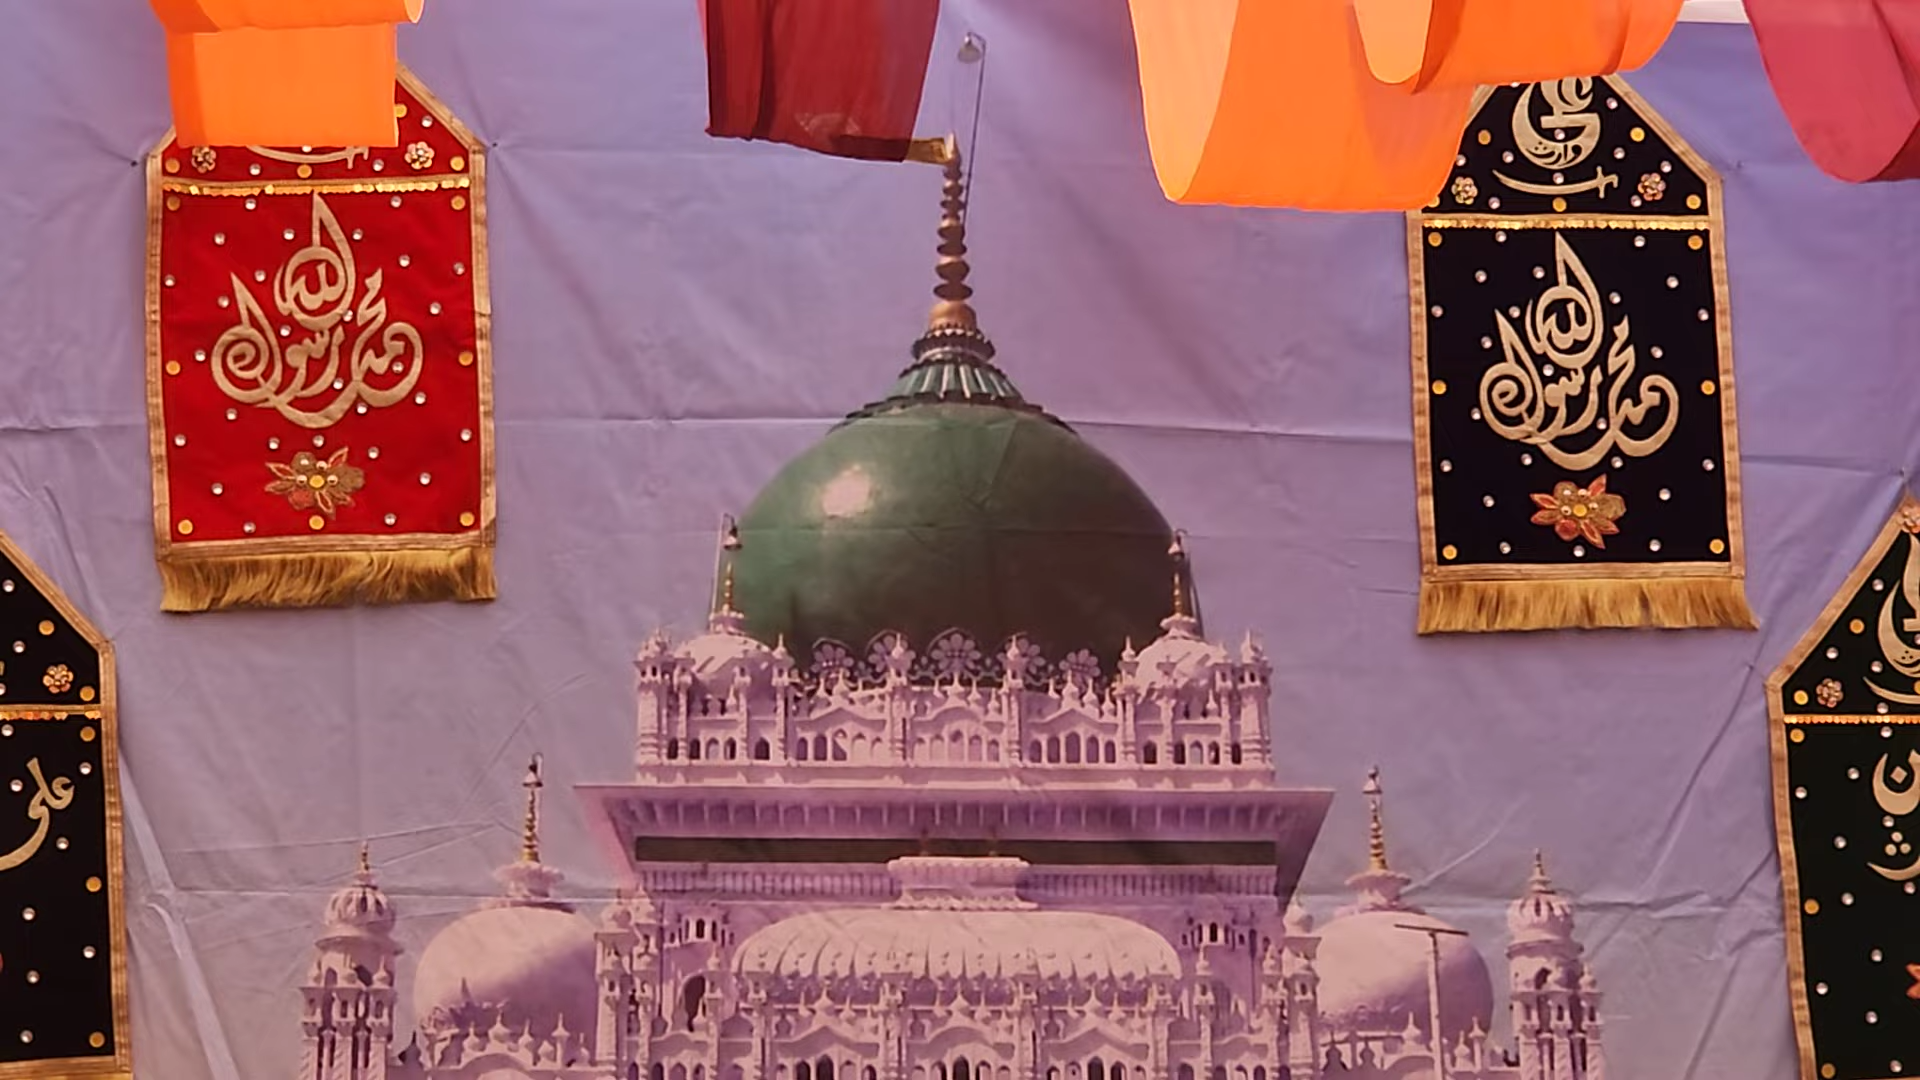 محمد رسول الله
علی
وارث
محمد رسول الله
علی